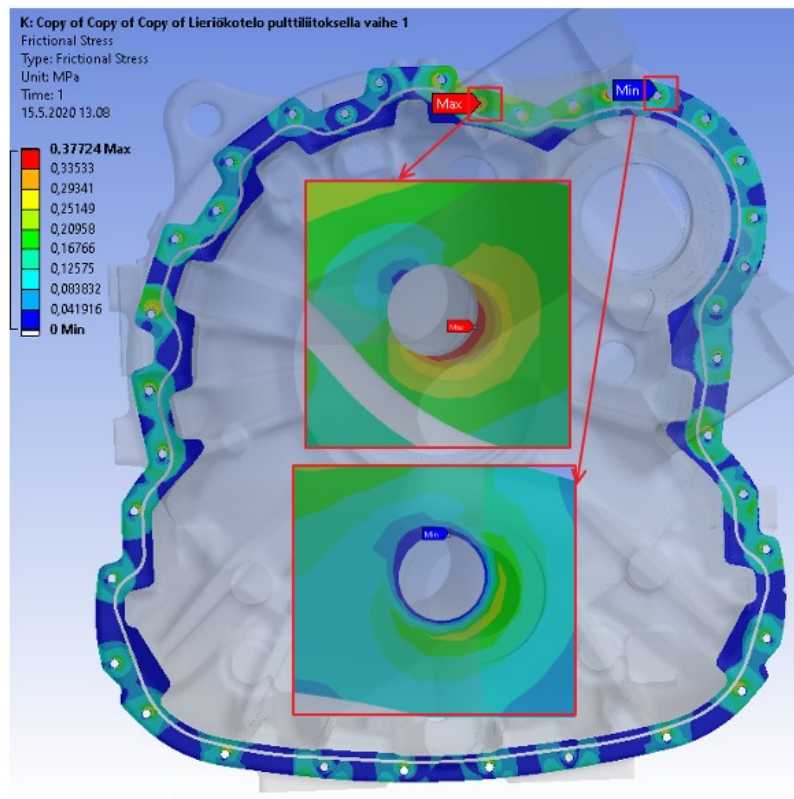 K: Copy of Copy of Copy of Lieriökotelo pulttiliitoksella vaihe 1
Frictional Stress
Type: Frictional Stress
Unit: MPa
Time: 1
15.5.2020 13.08
0,37724 Max
0,33533
0,29341
0,25149
0,20958
0,16766
0,12575
0,083832
0,041916
0 Min
Max
Min
Max
Min